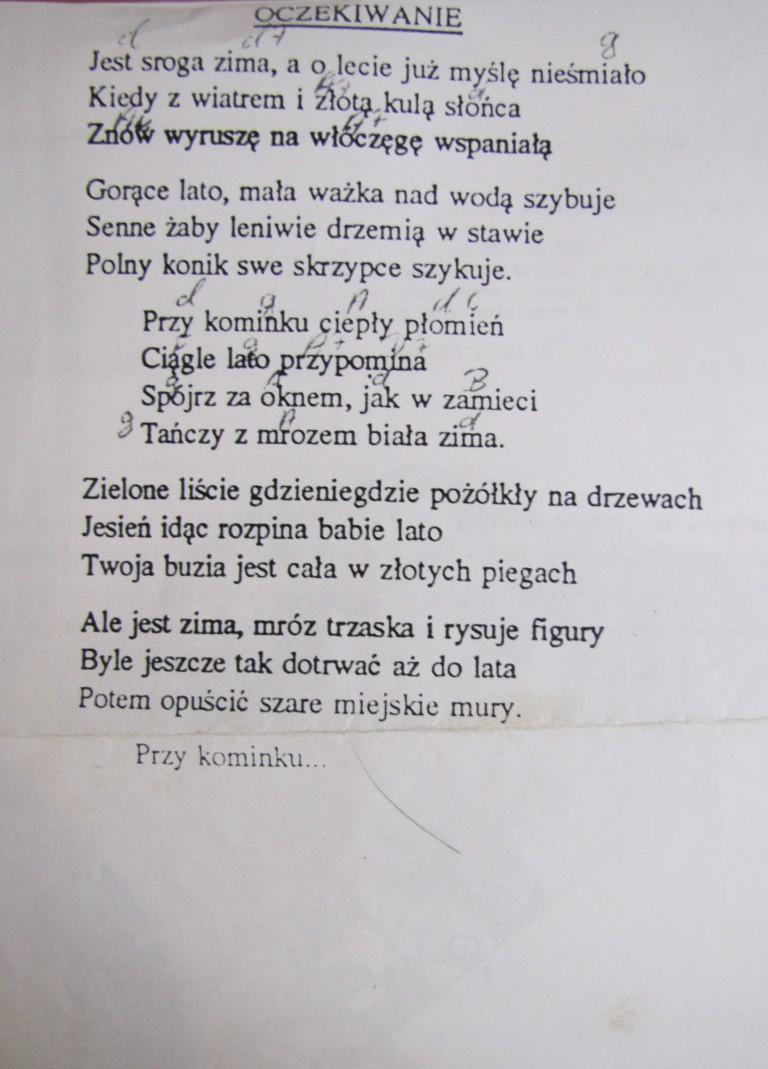 OCZEKIWANIE
d d7 g
Jest sroga zima, a o lecie już myślę nieśmiało
Kiedy z wiatrem i złotą kulą słońca
Znów wyruszę na włóczęgę wspaniałą
Gorące lato, mała ważka nad wodą szybuje
Senne żaby leniwie drzemią w stawie
Polny konik swe skrzypce szykuje.
d g A d C
Przy kominku ciepły płomień
Ciągle lato przypomina
g A d B
Spójrz za oknem, jak w zamieci
g A d
Tańczy z mrozem biała zima.
Zielone liście gdzieniegdzie pożółkły na drzewach
Jesień idąc rozpina babie lato
Twoja buzia jest cała w złotych piegach
Ale jest zima, mróz trzaska i rysuje figury
Byle jeszcze tak dotrwać aż do lata
Potem opuścić szare miejskie mury.
Przy kominku...